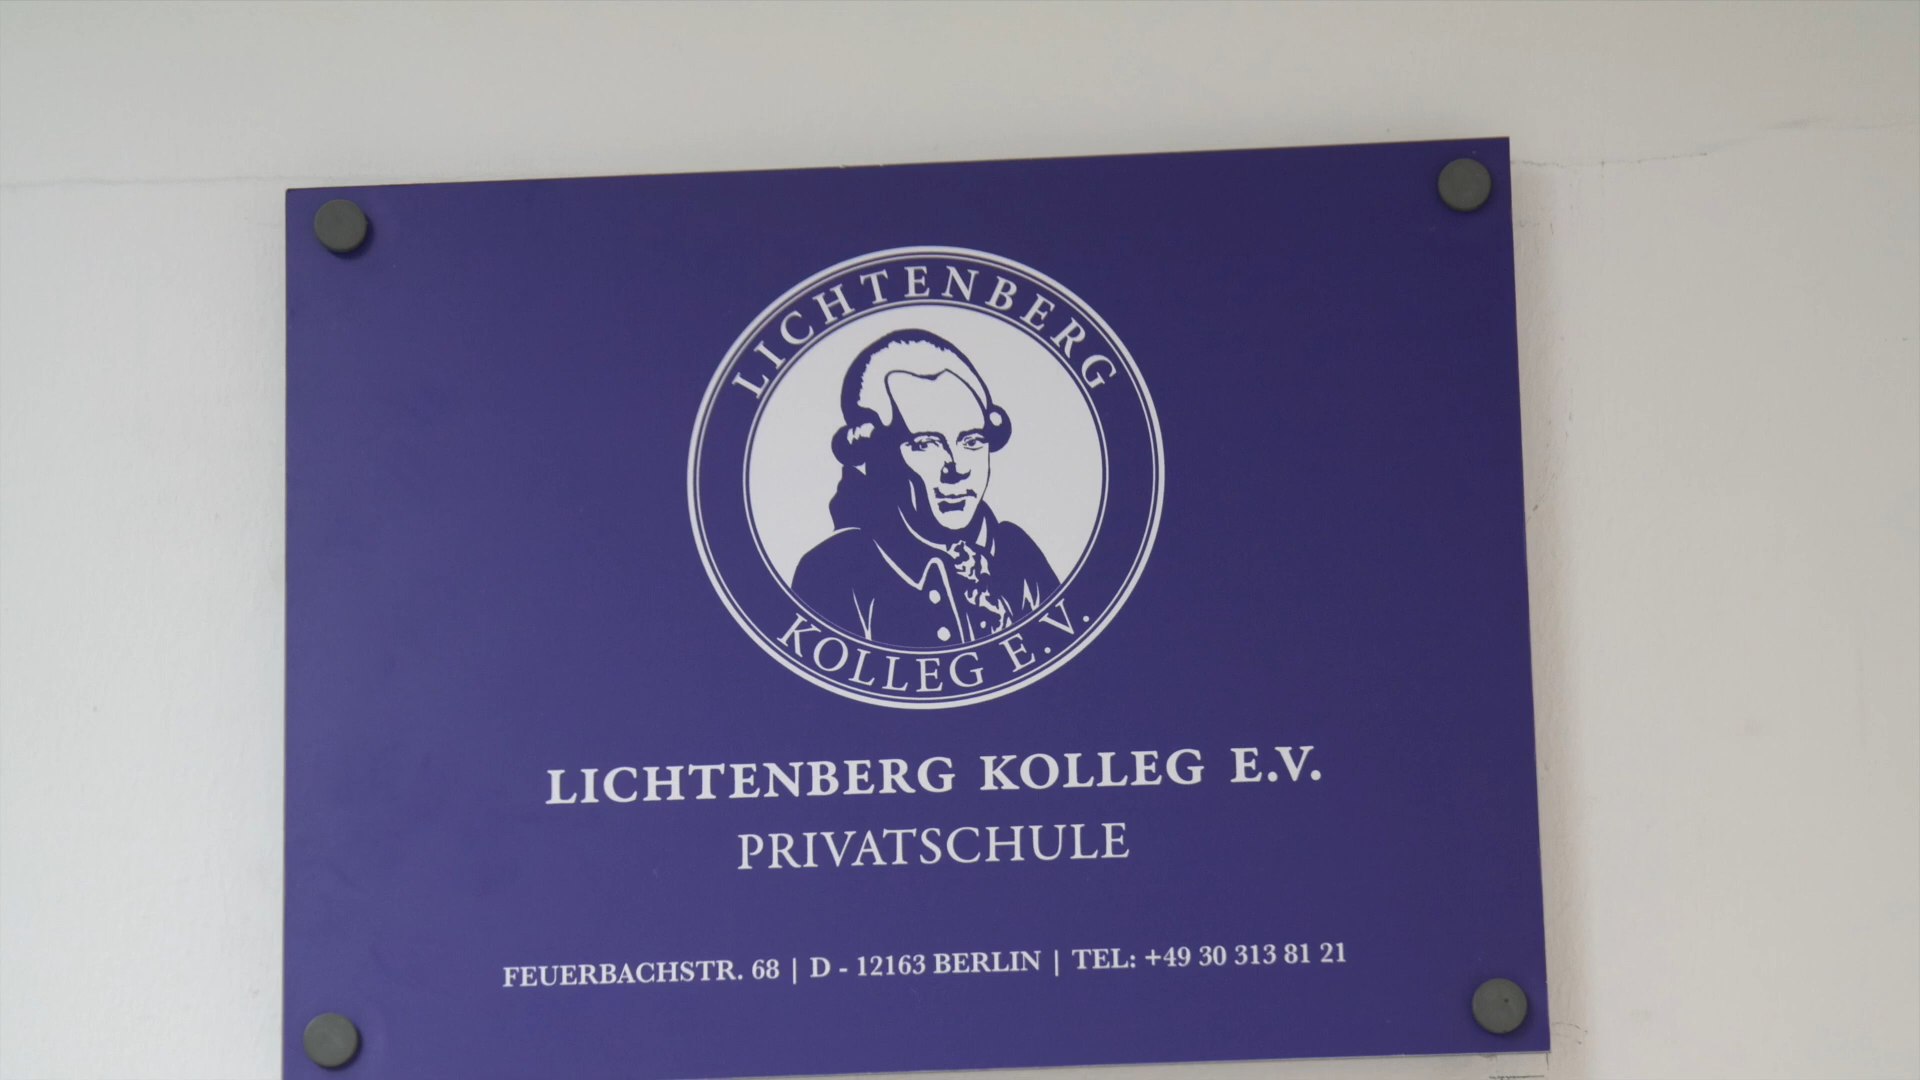 LICHTENBERG
KOLLEG E.V.
LICHTENBERG KOLLEG E.V.
PRIVATSCHULE
FEUERBACHSTR. 68 | D - 12163 BERLIN | TEL: +49 30 313 81 21